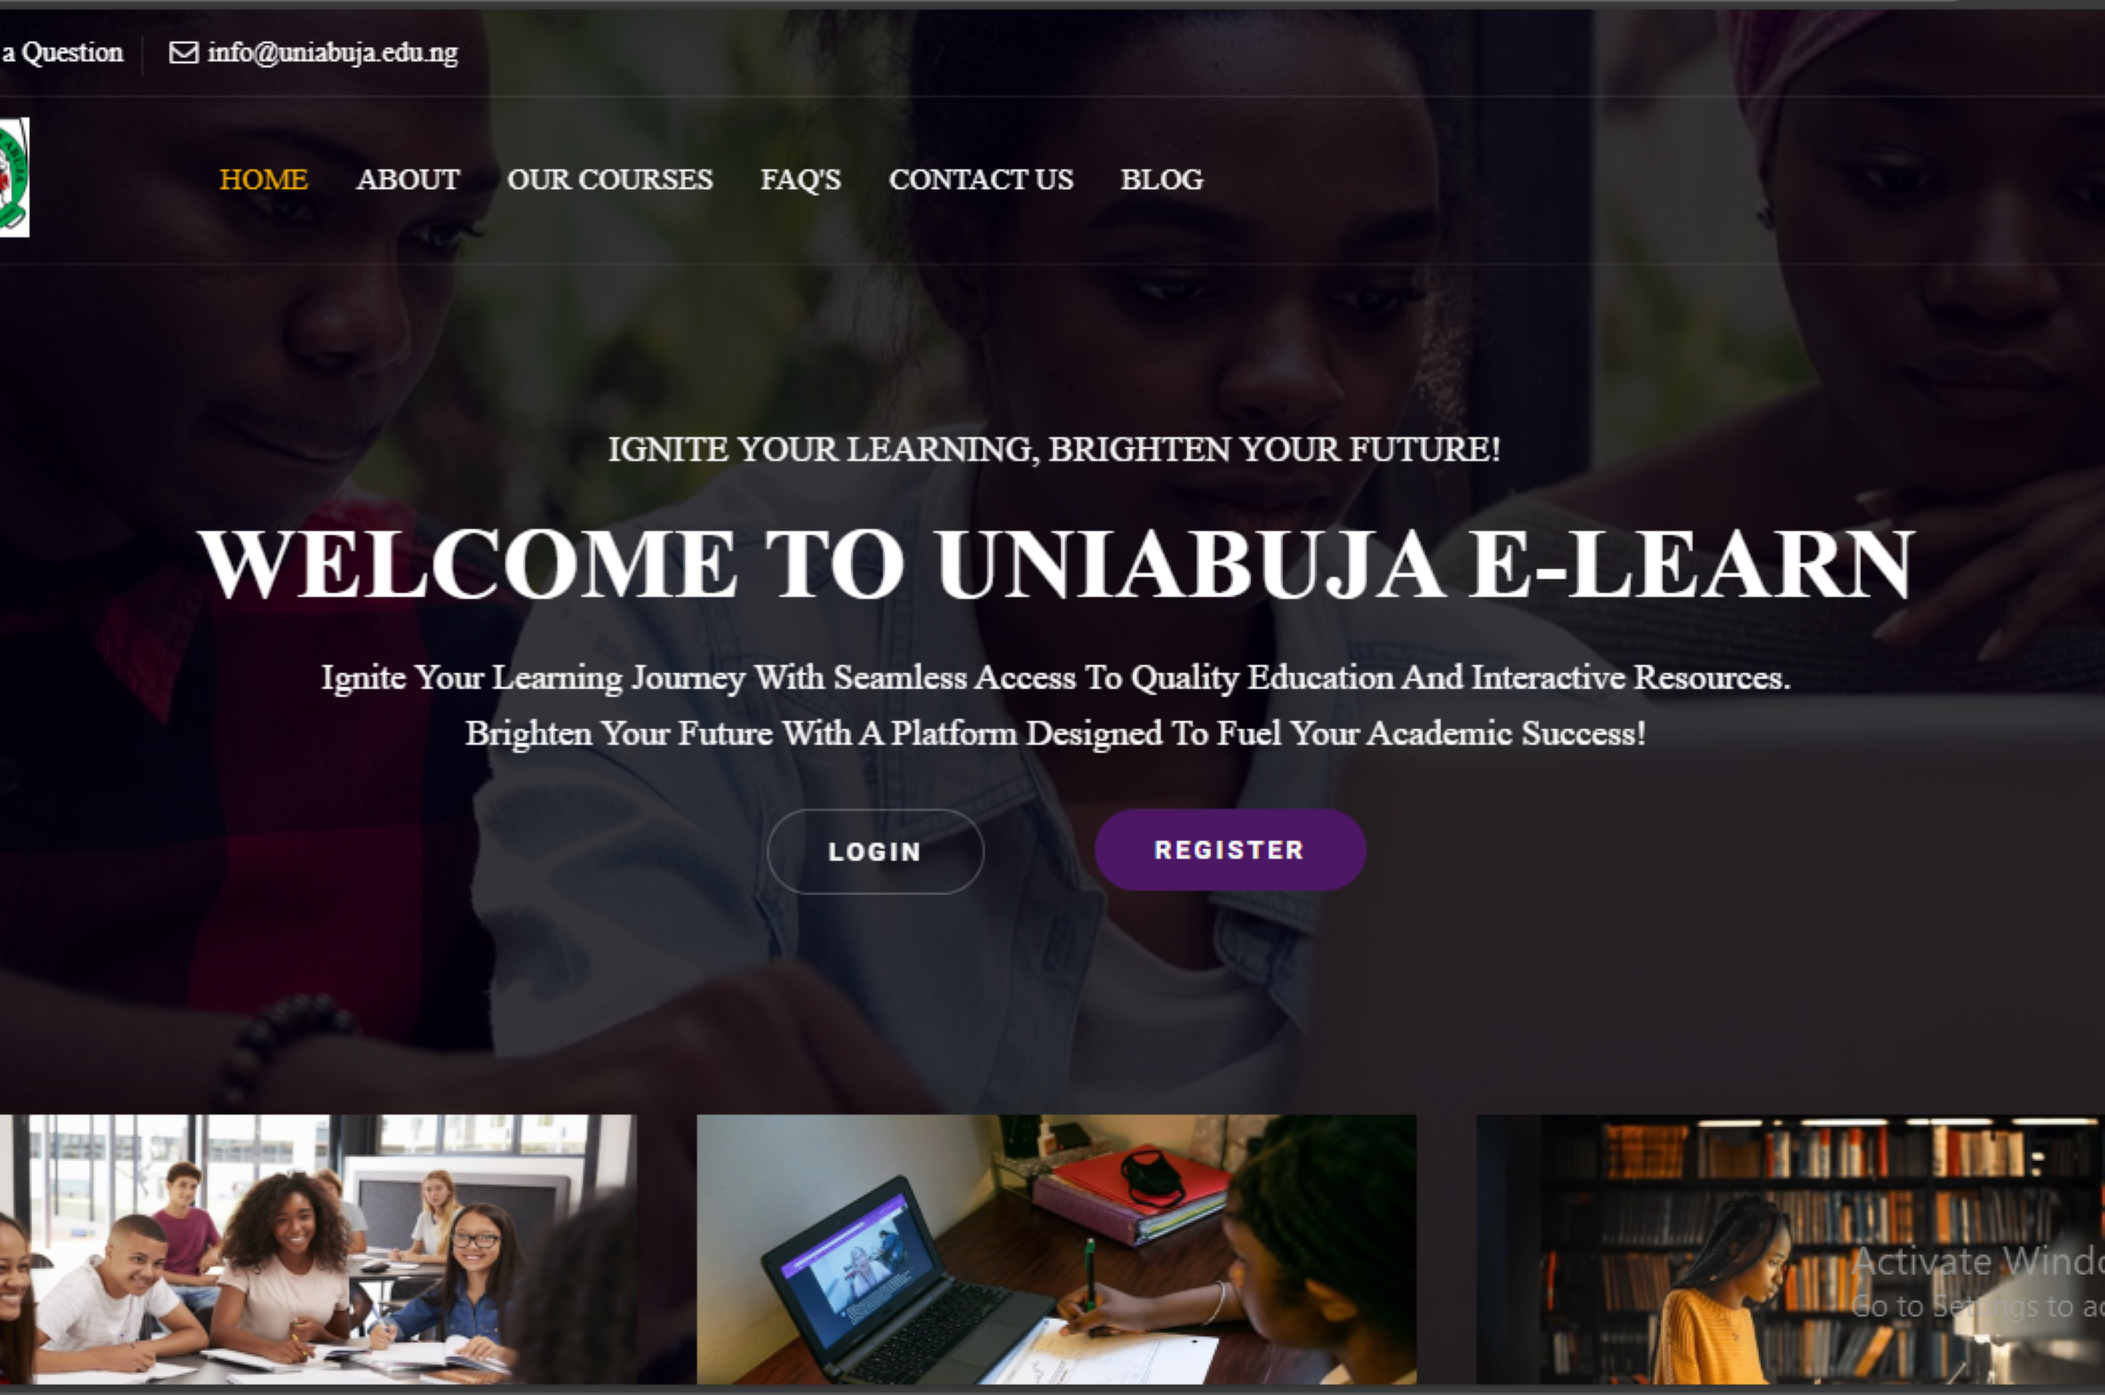 a Question
info@uniabuja.edu.ng
HOME ABOUT OUR COURSES FAQ'S CONTACT US BLOG
IGNITE YOUR LEARNING, BRIGHTEN YOUR FUTURE!
WELCOME TO UNIABUJA E-LEARN
Ignite Your Learning Journey With Seamless Access To Quality Education And Interactive Resources.
Brighten Your Future With A Platform Designed To Fuel Your Academic Success!
LOGIN
REGISTER
Activate Windo
Go to Settings to ac